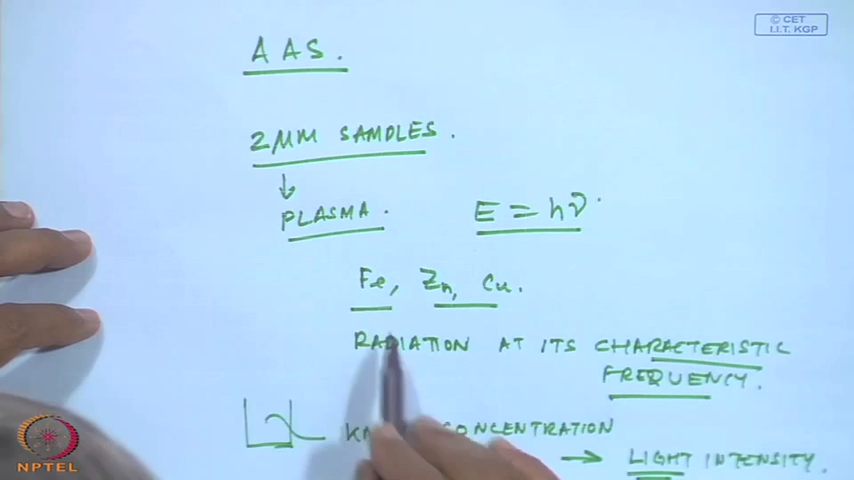 © CET
I.I.T. KGP
AAS.
2MM SAMPLES.
↓
PLASMA. E = hν
Fe, Zn, Cu.
RADIATION AT ITS CHARACTERISTIC
FREQUENCY.
CONCENTRATION
→ LIGHT INTENSITY.
NPTEL